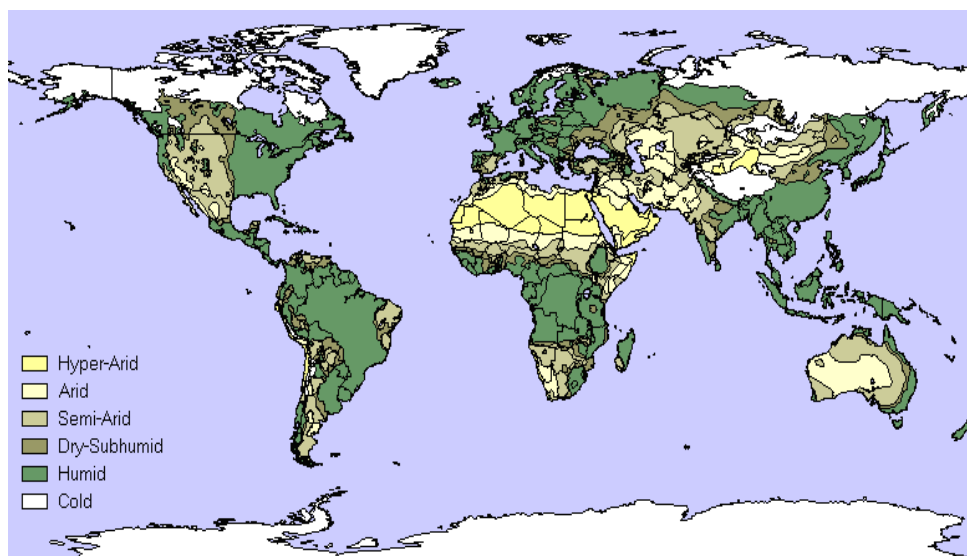 Hyper-Arid
Arid
Semi-Arid
Dry-Subhumid
Humid
Cold